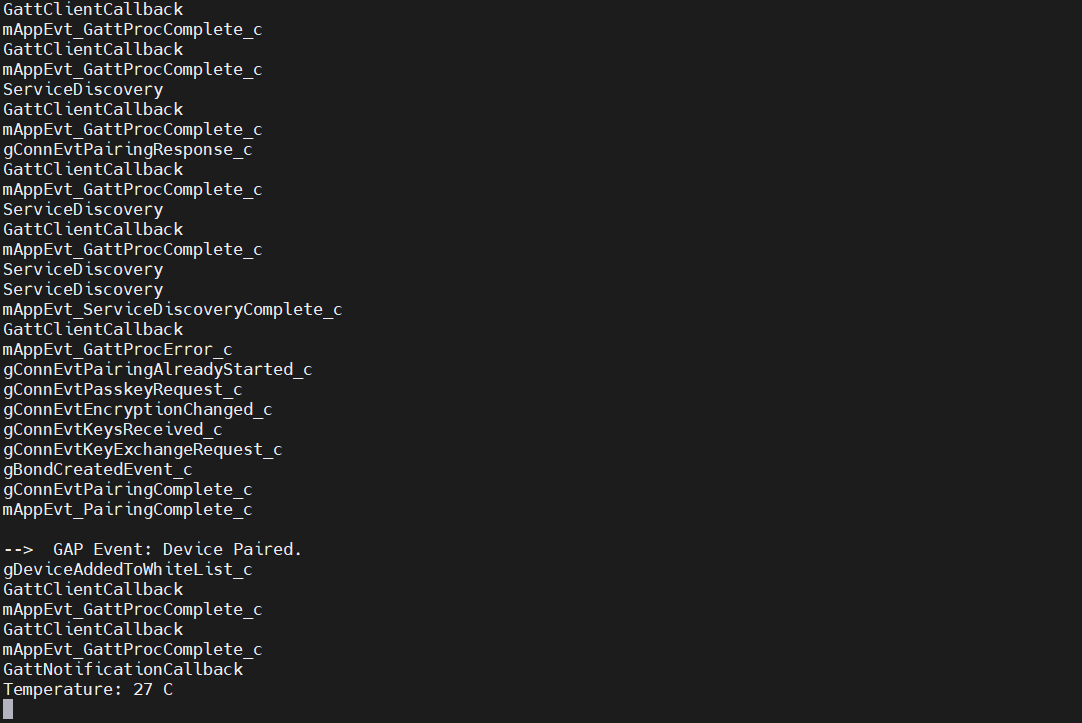 GattClientCallback
mAppEvt_GattProcComplete_c
GattClientCallback
mAppEvt_GattProcComplete_c
ServiceDiscovery
GattClientCallback
mAppEvt_GattProcComplete_c
gConnEvtPairingResponse_c
GattClientCallback
mAppEvt_GattProcComplete_c
ServiceDiscovery
GattClientCallback
mAppEvt_GattProcComplete_c
ServiceDiscovery
ServiceDiscovery
mAppEvt_ServiceDiscoveryComplete_c
GattClientCallback
mAppEvt_GattProcError_c
gConnEvtPairingAlreadyStarted_c
gConnEvtPasskeyRequest_c
gConnEvtEncryptionChanged_c
gConnEvtKeysReceived_c
gConnEvtKeyExchangeRequest_c
gBondCreatedEvent_c
gConnEvtPairingComplete_c
mAppEvt_PairingComplete_c
-->  GAP Event: Device Paired.
gDeviceAddedToWhiteList_c
GattClientCallback
mAppEvt_GattProcComplete_c
GattClientCallback
mAppEvt_GattProcComplete_c
GattNotificationCallback
Temperature: 27 C